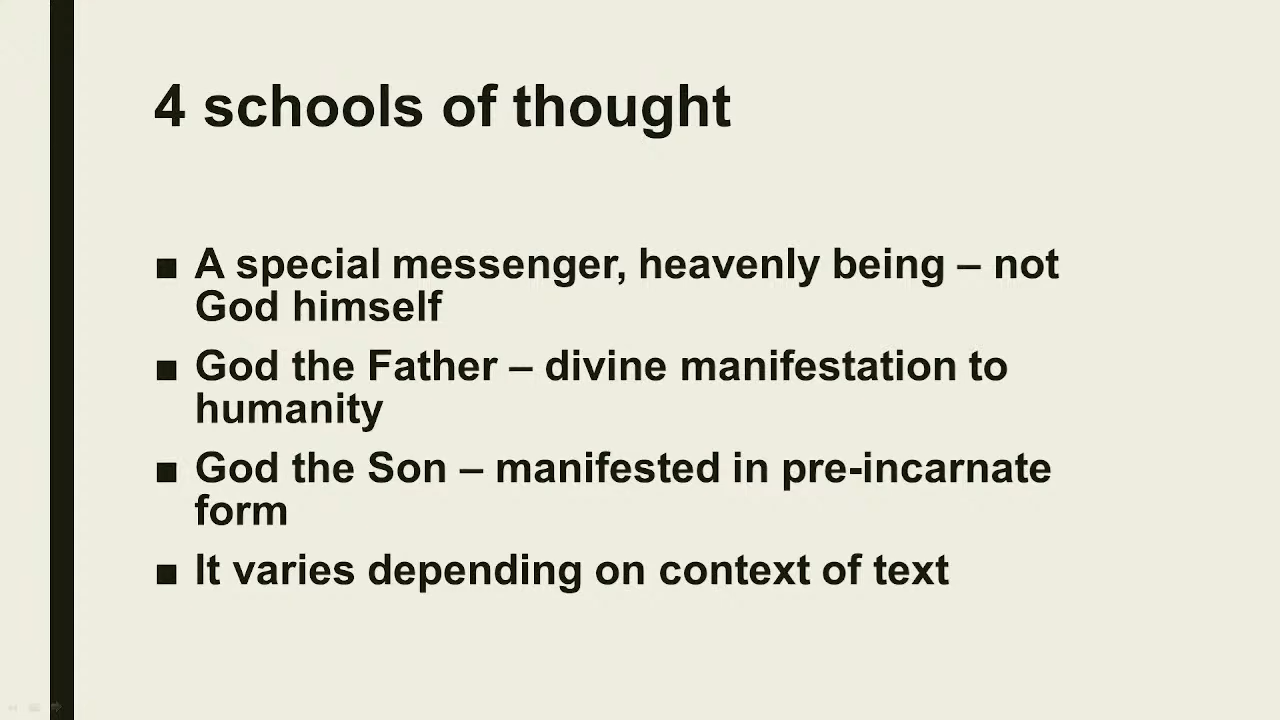 4 schools of thought
■ A special messenger, heavenly being – not
God himself
■ God the Father – divine manifestation to
humanity
■ God the Son – manifested in pre-incarnate
form
■ It varies depending on context of text